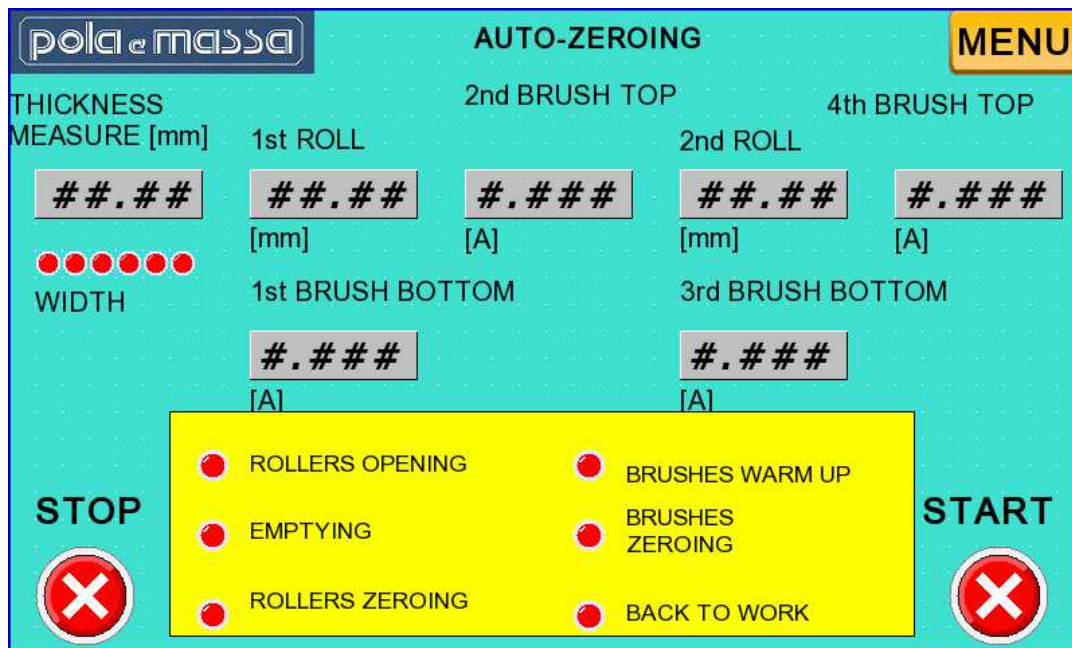 pola e massa
AUTO-ZEROING
MENU
THICKNESS
MEASURE [mm]
1st ROLL
2nd BRUSH TOP
2nd ROLL
4th BRUSH TOP
##.##
##.##
#.###
##.##
#.###
[mm]
[A]
[mm]
[A]
WIDTH
1st BRUSH BOTTOM
3rd BRUSH BOTTOM
#.###
#.###
[A]
[A]
STOP
ROLLERS OPENING
EMPTYING
ROLLERS ZEROING
BRUSHES WARM UP
BRUSHES
ZEROING
BACK TO WORK
START